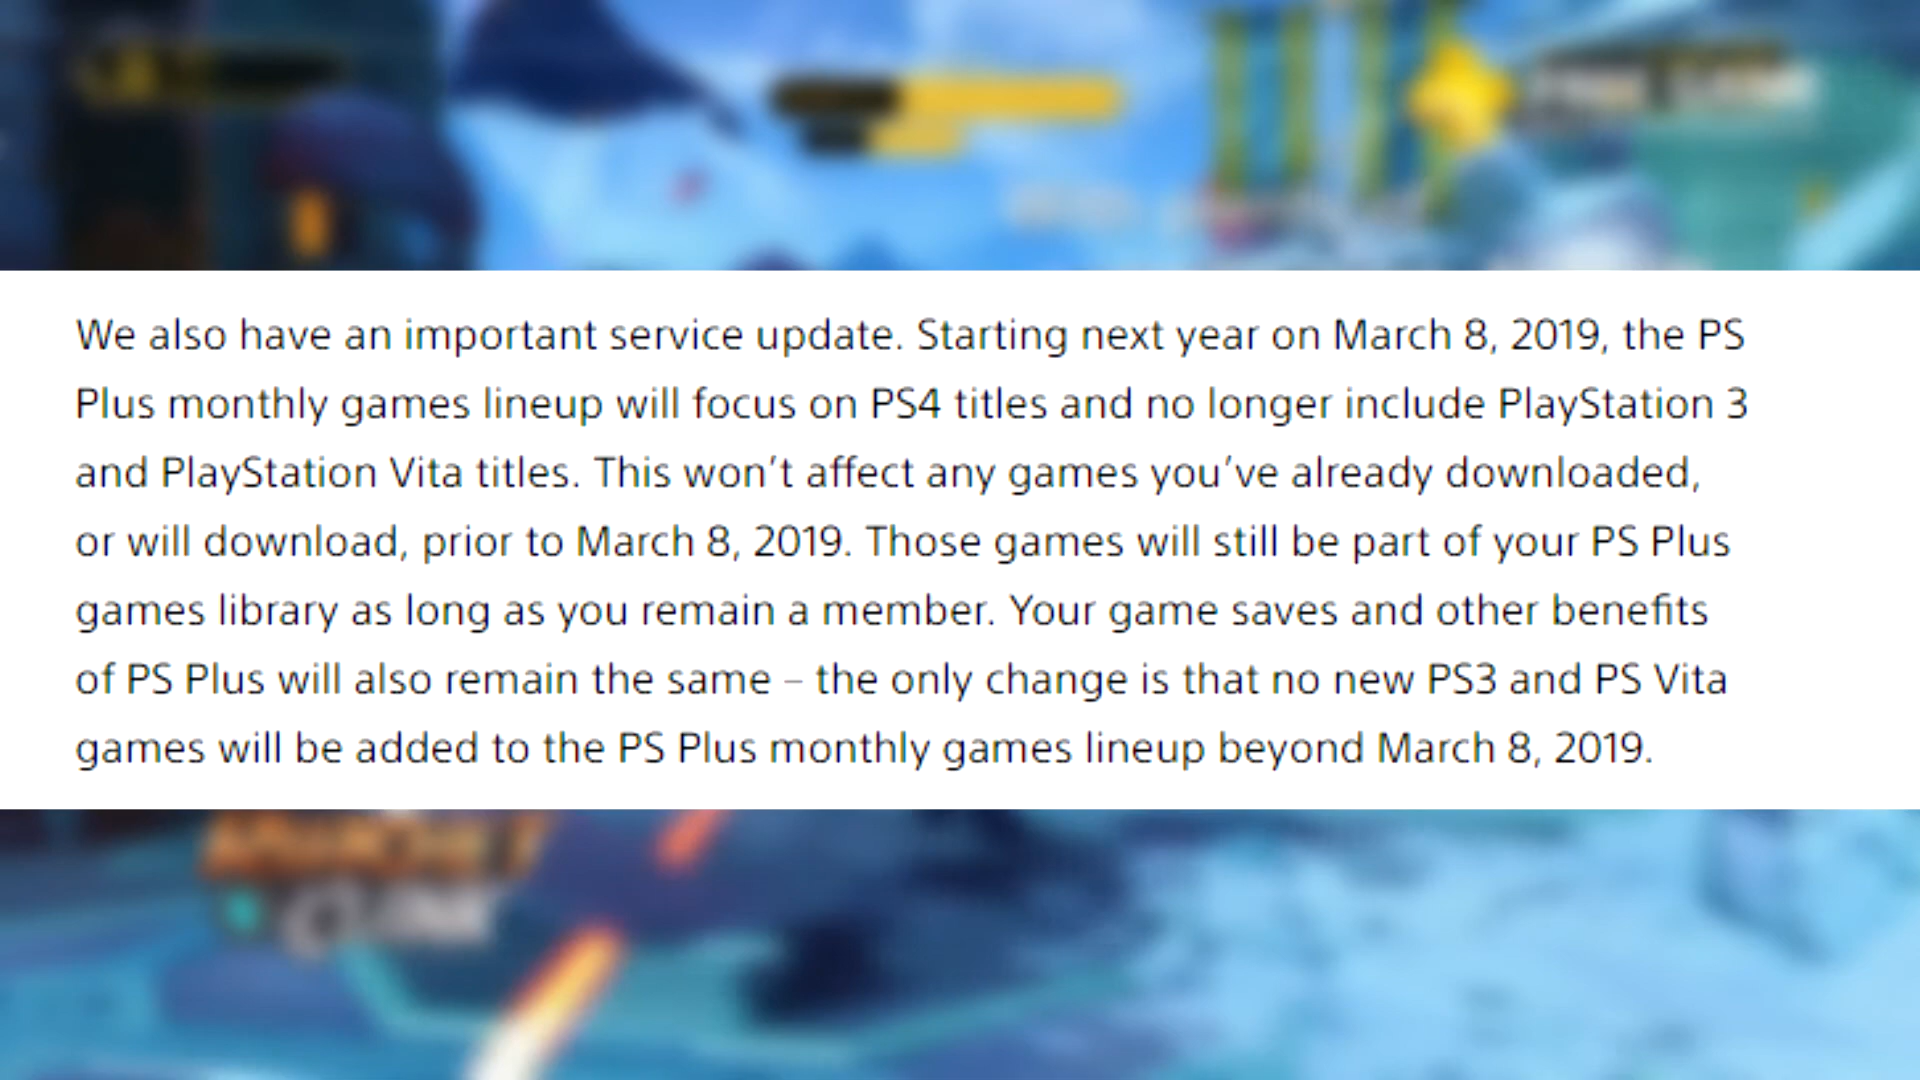 We also have an important service update. Starting next year on March 8, 2019, the PS
Plus monthly games lineup will focus on PS4 titles and no longer include PlayStation 3
and PlayStation Vita titles. This won’t affect any games you’ve already downloaded,
or will download, prior to March 8, 2019. Those games will still be part of your PS Plus
games library as long as you remain a member. Your game saves and other benefits
of PS Plus will also remain the same – the only change is that no new PS3 and PS Vita
games will be added to the PS Plus monthly games lineup beyond March 8, 2019.